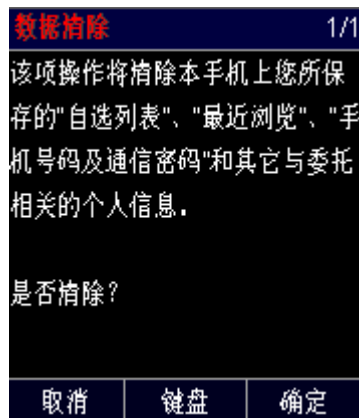 数据清除 1/1
该项操作将清除本手机上您所保
存的"自选列表"、"最近浏览"、"手
机号码及通信密码"和其它与委托
相关的个人信息.
是否清除?
取消 键盘 确定